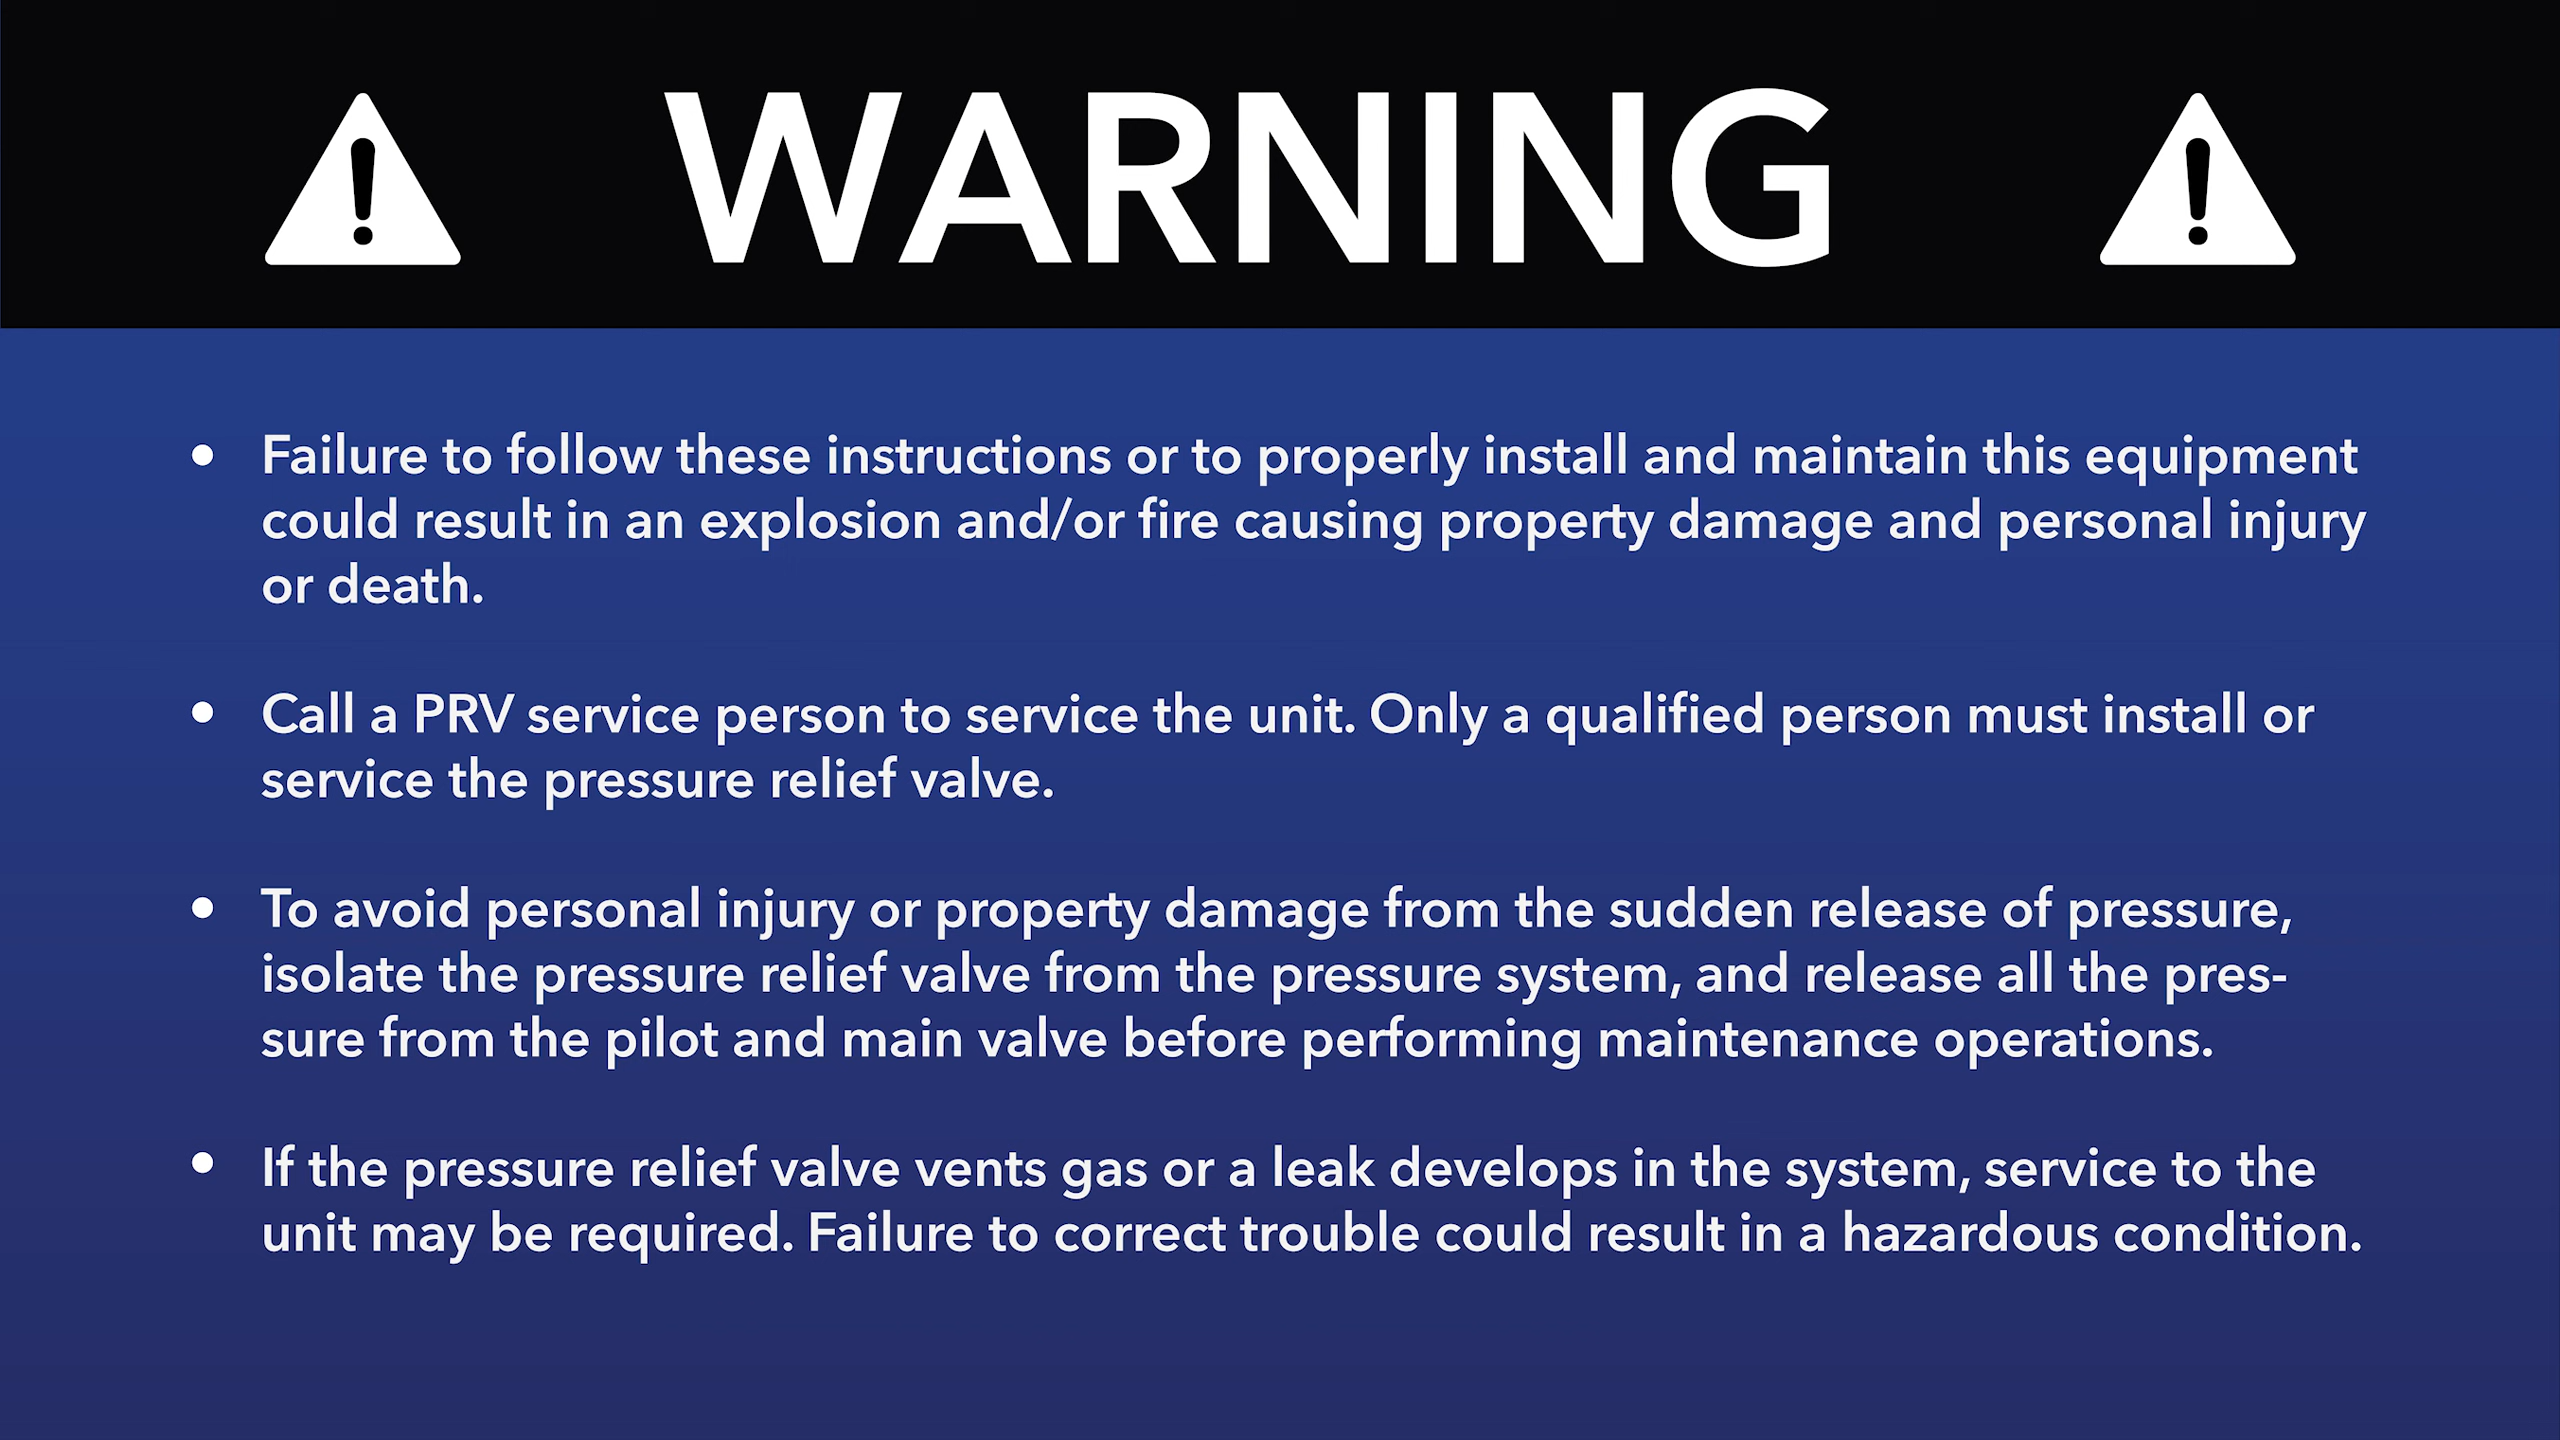 WARNING
• Failure to follow these instructions or to properly install and maintain this equipment
could result in an explosion and/or fire causing property damage and personal injury
or death.
• Call a PRV service person to service the unit. Only a qualified person must install or
service the pressure relief valve.
• To avoid personal injury or property damage from the sudden release of pressure,
isolate the pressure relief valve from the pressure system, and release all the pres-
sure from the pilot and main valve before performing maintenance operations.
• If the pressure relief valve vents gas or a leak develops in the system, service to the
unit may be required. Failure to correct trouble could result in a hazardous condition.